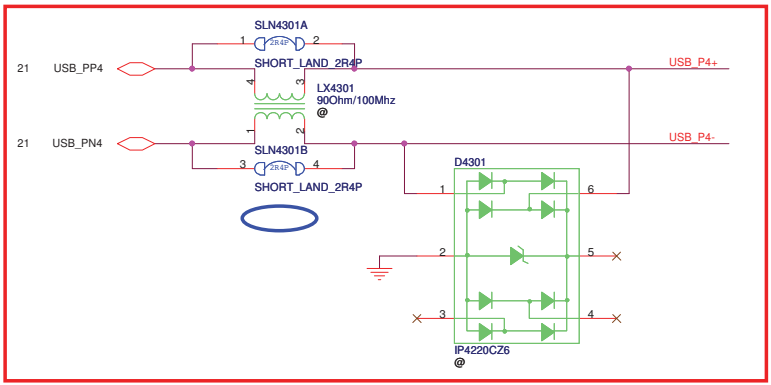 SLN4301A
1 2R4P 2
SHORT_LAND_2R4P
21 USB_PP4
USB_P4+
4 3
LX4301
90Ohm/100Mhz
@
1 2
21 USB_PN4
USB_P4-
SLN4301B
3 2R4P 4
SHORT_LAND_2R4P
D4301
1 6
2 5
3 4
IP4220CZ6
@